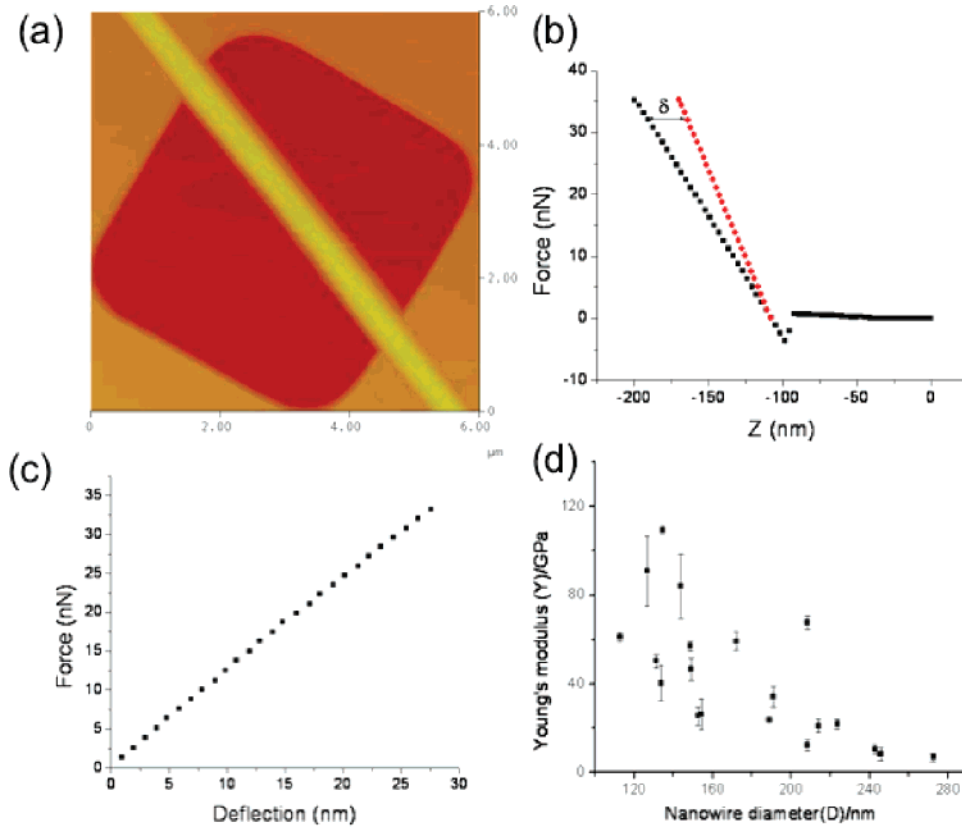 (a)
6.00
4.00
2.00
0
0 2.00 4.00 6.00
µm
(b)
40
30
20
10
0
-10
δ
Force (nN)
-200 -150 -100 -50 0
Z (nm)
(c)
35
30
25
20
15
10
5
0
Force (nN)
0 5 10 15 20 25 30
Deflection (nm)
(d)
120
80
40
0
Young's modulus (Y)/GPa
120 160 200 240 280
Nanowire diameter(D)/nm